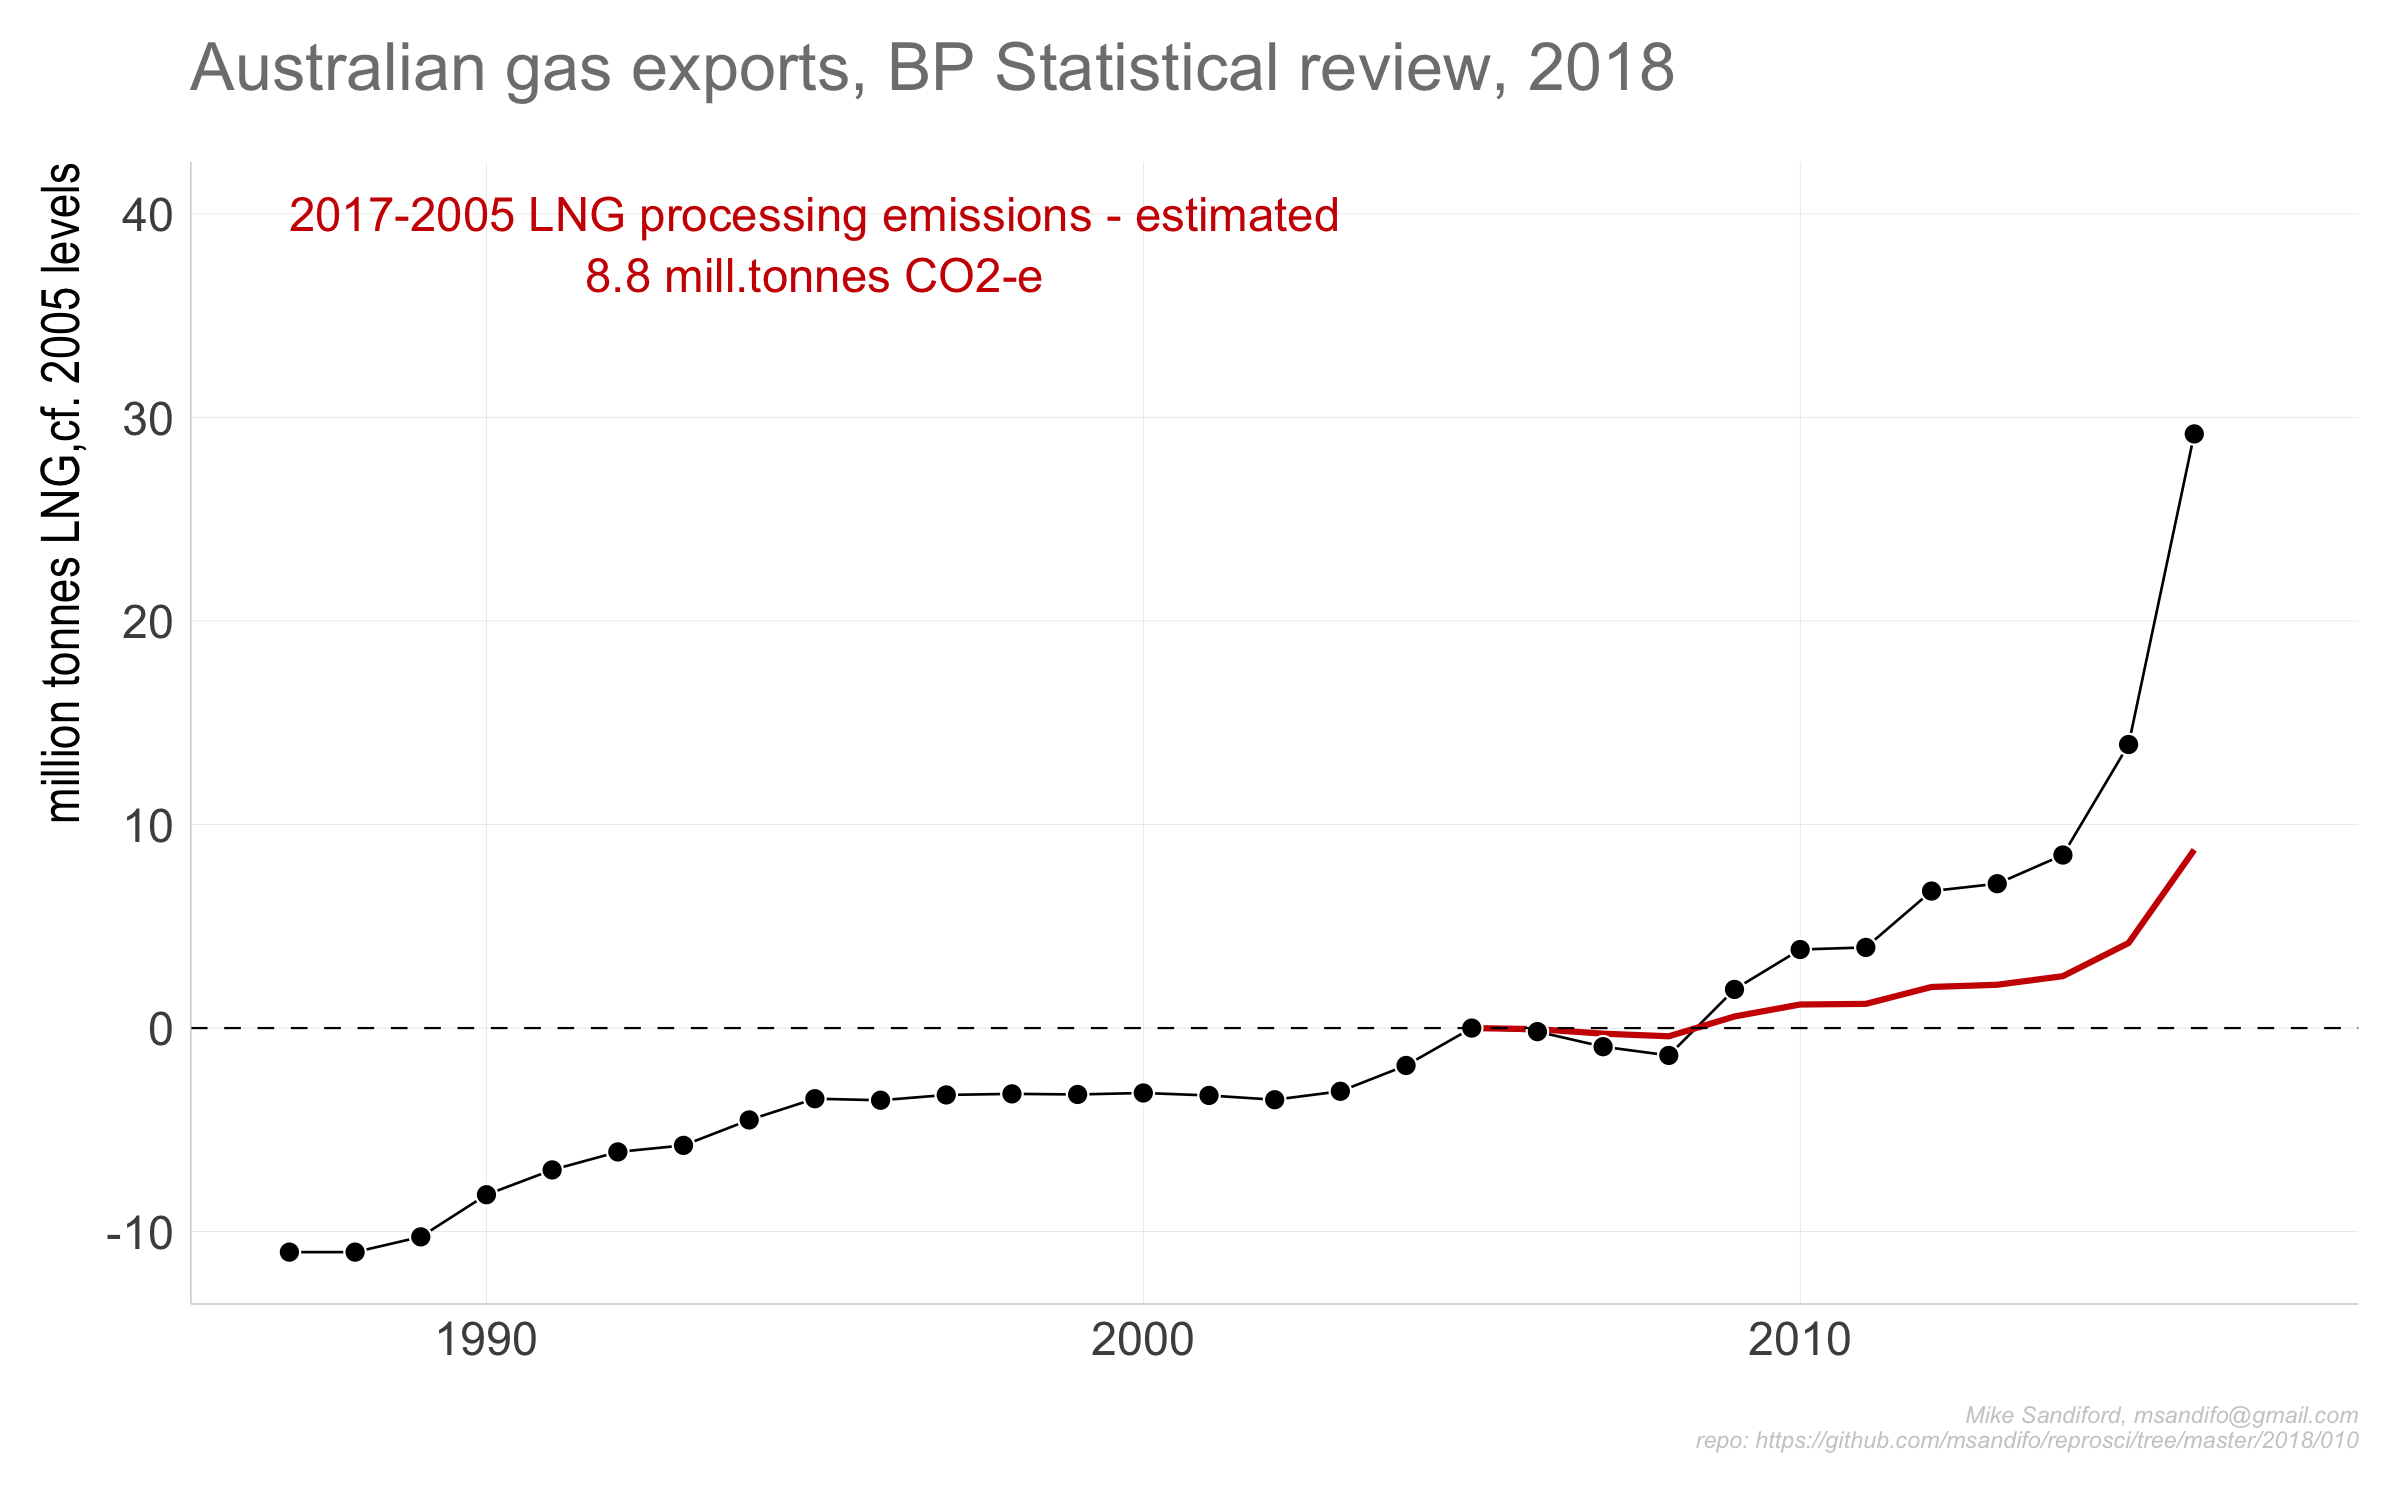 Australian gas exports, BP Statistical review, 2018
million tonnes LNG,cf. 2005 levels
2017-2005 LNG processing emissions - estimated
8.8 mill.tonnes CO2-e
40
30
20
10
0
-10
1990
2000
2010
Mike Sandiford, msandifo@gmail.com
repo: https://github.com/msandifo/reprosci/tree/master/2018/010